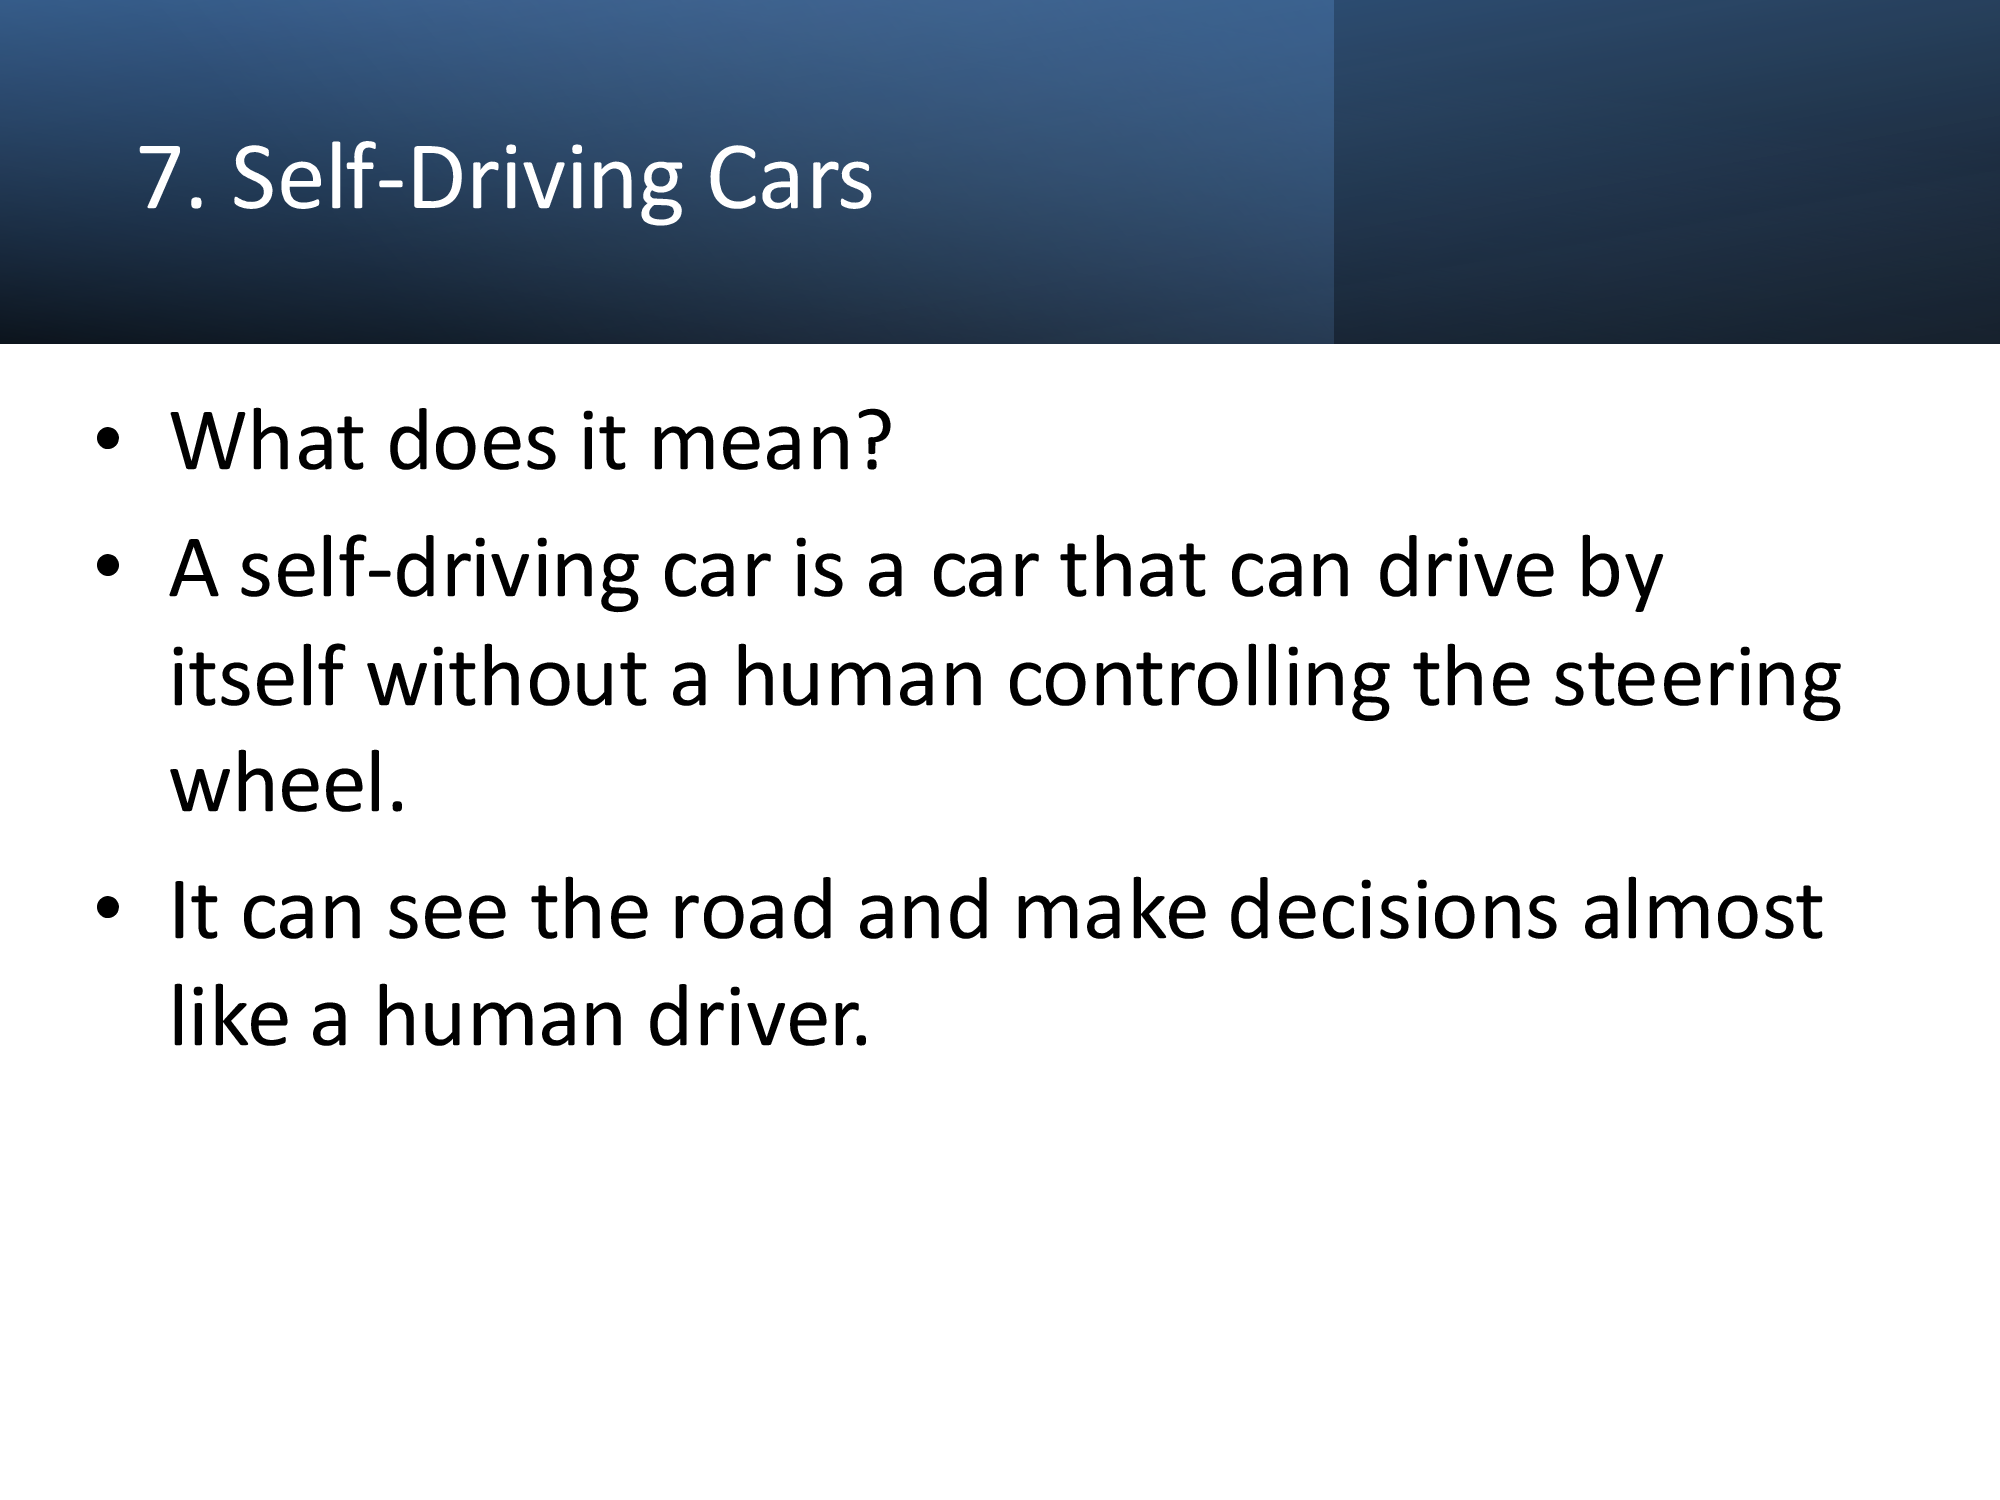 7. Self-Driving Cars
• What does it mean?
• A self-driving car is a car that can drive by
itself without a human controlling the steering
wheel.
• It can see the road and make decisions almost
like a human driver.